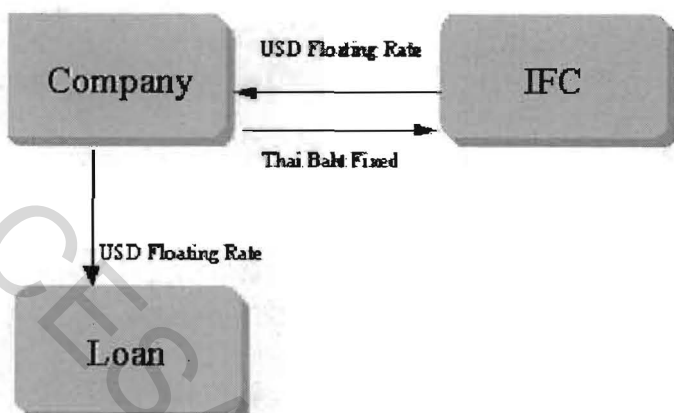 USD Floating Rate
Company
IFC
Thai Baht Fixed
USD Floating Rate
Loan